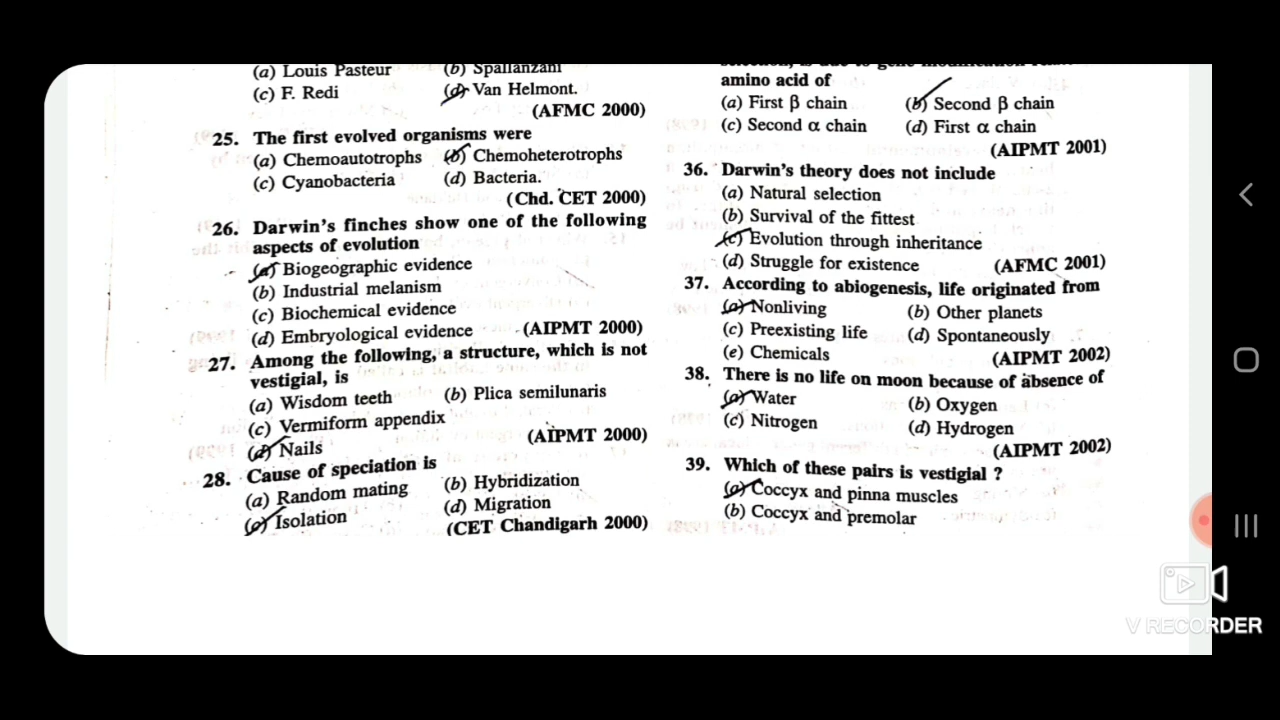 (a) Louis Pasteur (b) Spallanzani
(c) F. Redi (d) Van Helmont.
(AFMC 2000)
25. The first evolved organisms were
(a) Chemoautotrophs (b) Chemoheterotrophs
(c) Cyanobacteria (d) Bacteria.
(Chd. CET 2000)
26. Darwin's finches show one of the following
aspects of evolution
(a) Biogeographic evidence
(b) Industrial melanism
(c) Biochemical evidence
(d) Embryological evidence (AIPMT 2000)
27. Among the following, a structure, which is not
vestigial, is
(a) Wisdom teeth (b) Plica semilunaris
(c) Vermiform appendix
(d) Nails (AIPMT 2000)
28. Cause of speciation is
(a) Random mating (b) Hybridization
(c) Isolation (d) Migration
(CET Chandigarh 2000)
selection, is due to gene modification
amino acid of
(a) First β chain (b) Second β chain
(c) Second α chain (d) First α chain
(AIPMT 2001)
36. Darwin's theory does not include
(a) Natural selection
(b) Survival of the fittest
(c) Evolution through inheritance
(d) Struggle for existence (AFMC 2001)
37. According to abiogenesis, life originated from
(a) Nonliving (b) Other planets
(c) Preexisting life (d) Spontaneously
(e) Chemicals (AIPMT 2002)
38. There is no life on moon because of absence of
(a) Water (b) Oxygen
(c) Nitrogen (d) Hydrogen
(AIPMT 2002)
39. Which of these pairs is vestigial ?
(a) Coccyx and pinna muscles
(b) Coccyx and premolar
V RECORDER